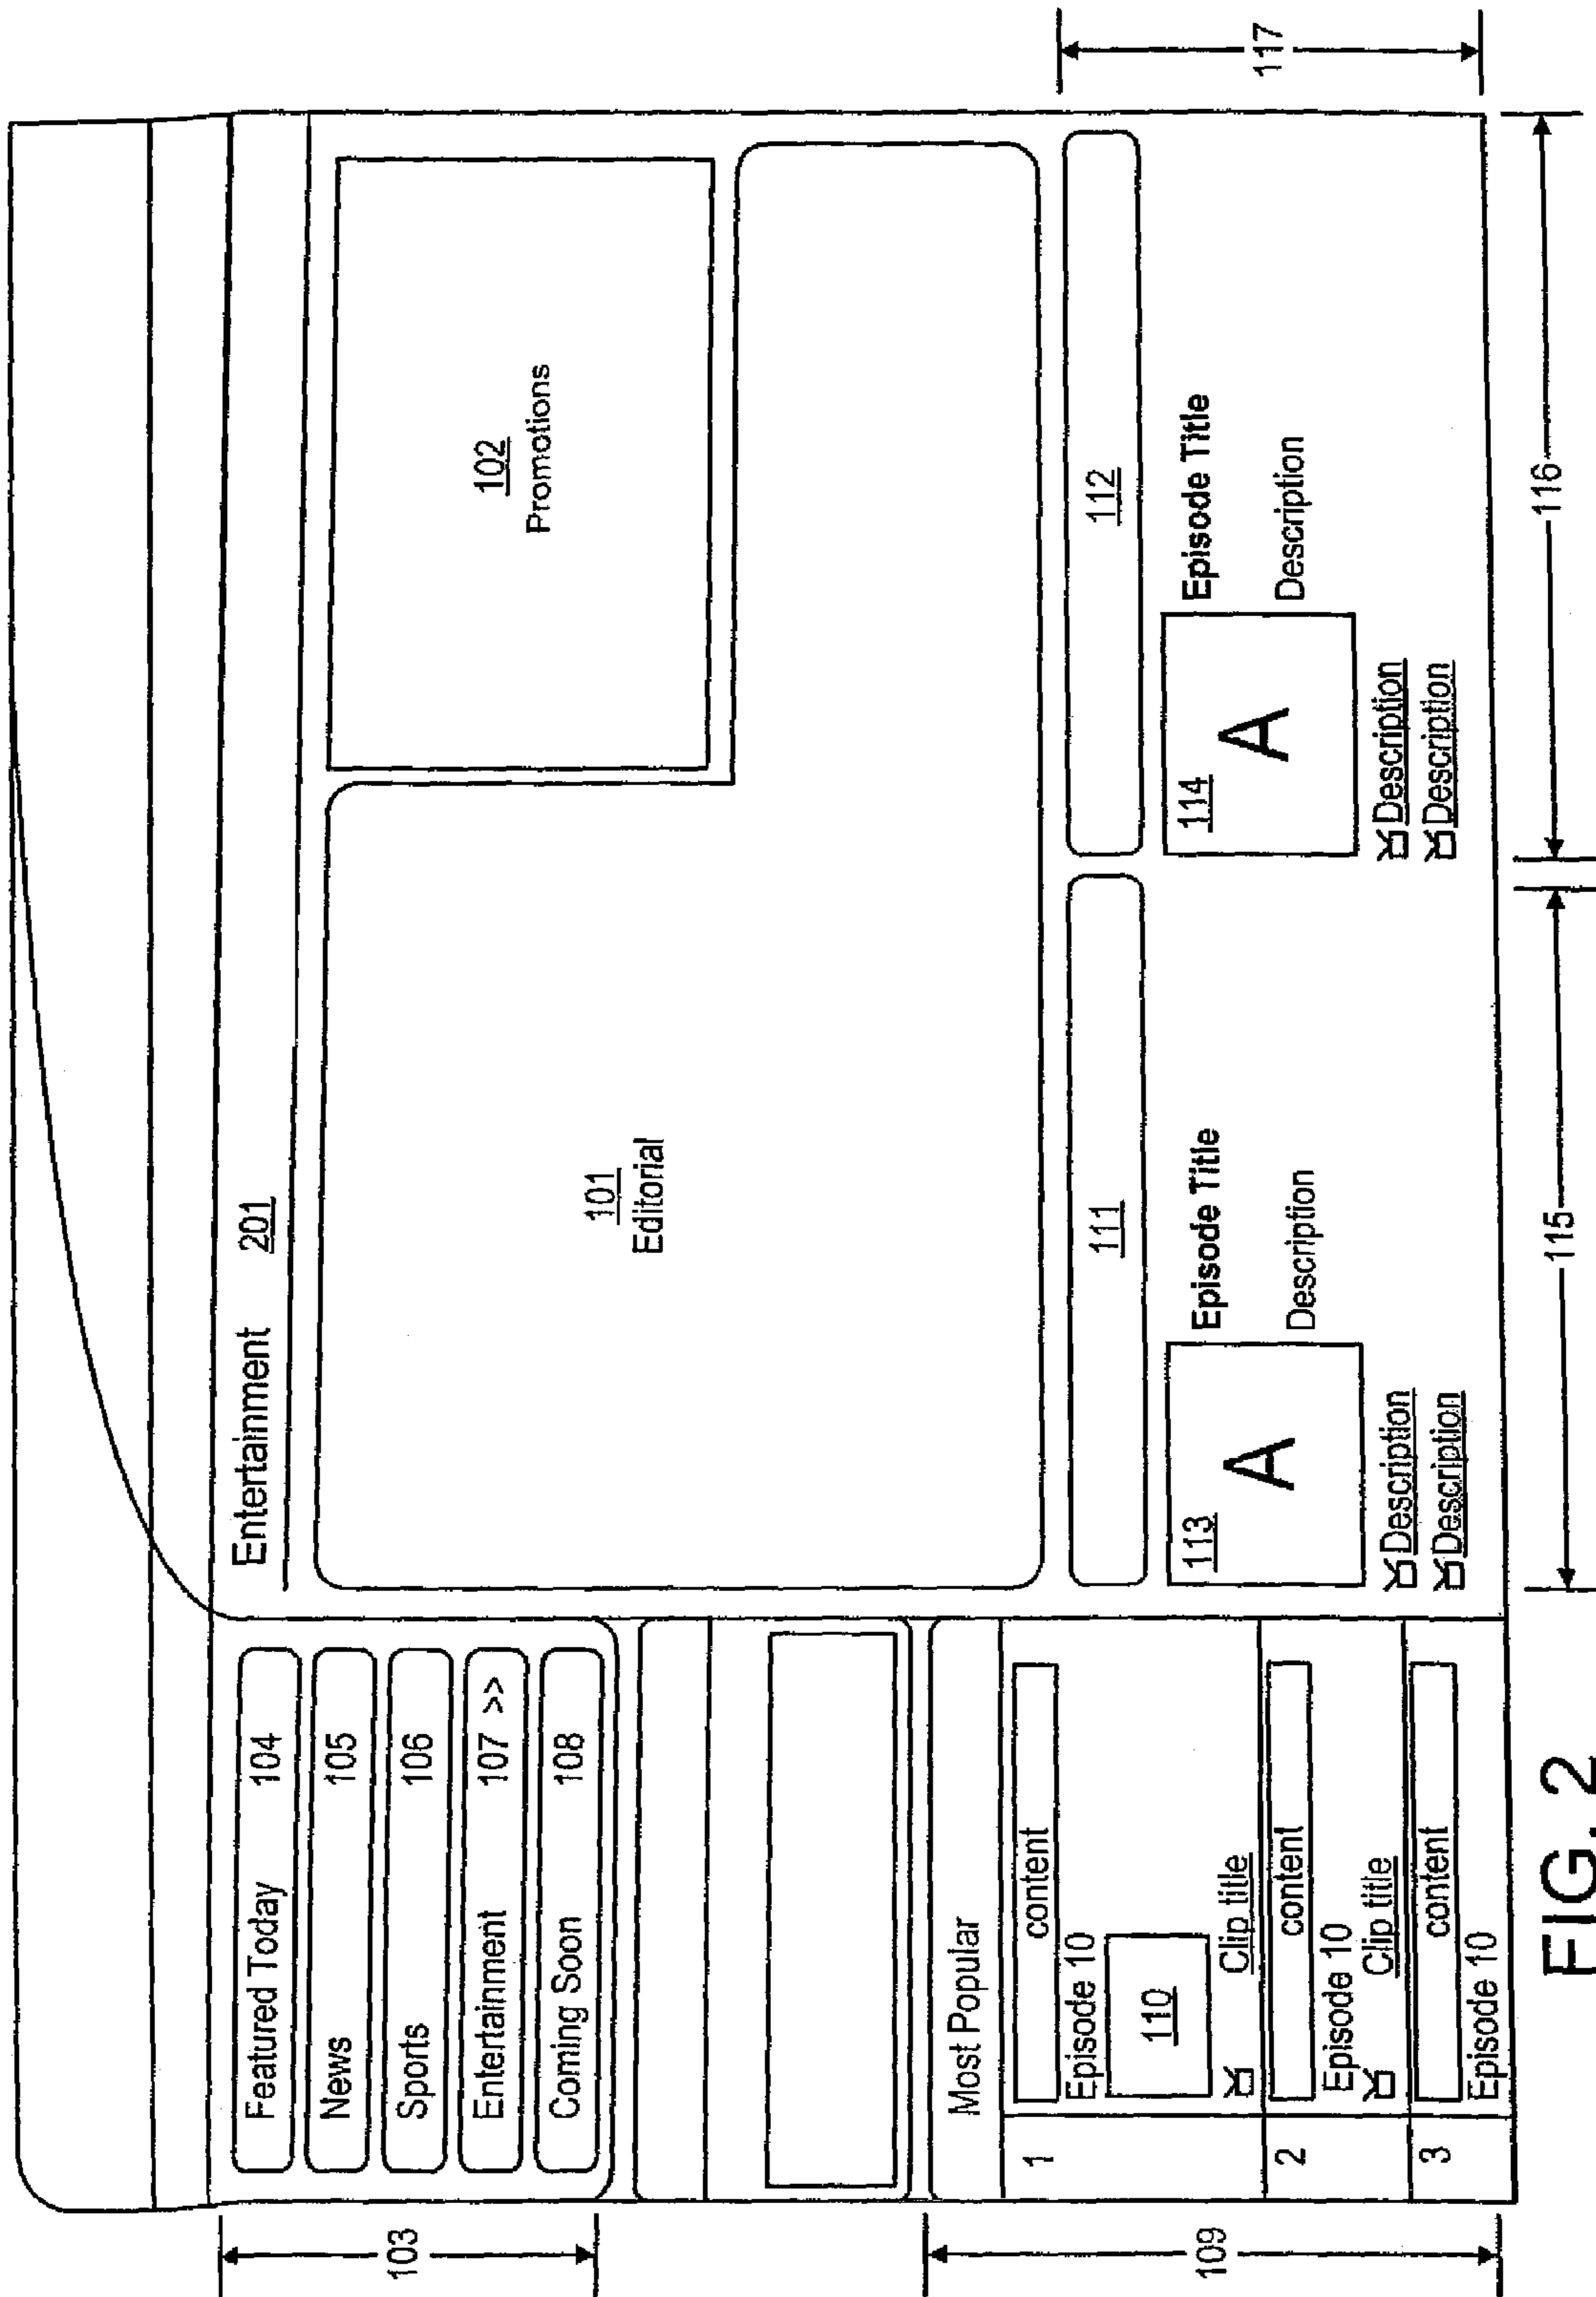 103
Featured Today 104
News 105
Sports 106
Entertainment 107 >>
Coming Soon 108
109
Most Popular
1
content
Episode 10
110
Clip title
2
content
Episode 10
Clip title
3
content
Episode 10
Entertainment 201
101
Editorial
102
Promotions
111
113
A
Episode Title
Description
Description
Description
112
114
A
Episode Title
Description
Description
Description
117
115
116
FIG. 2